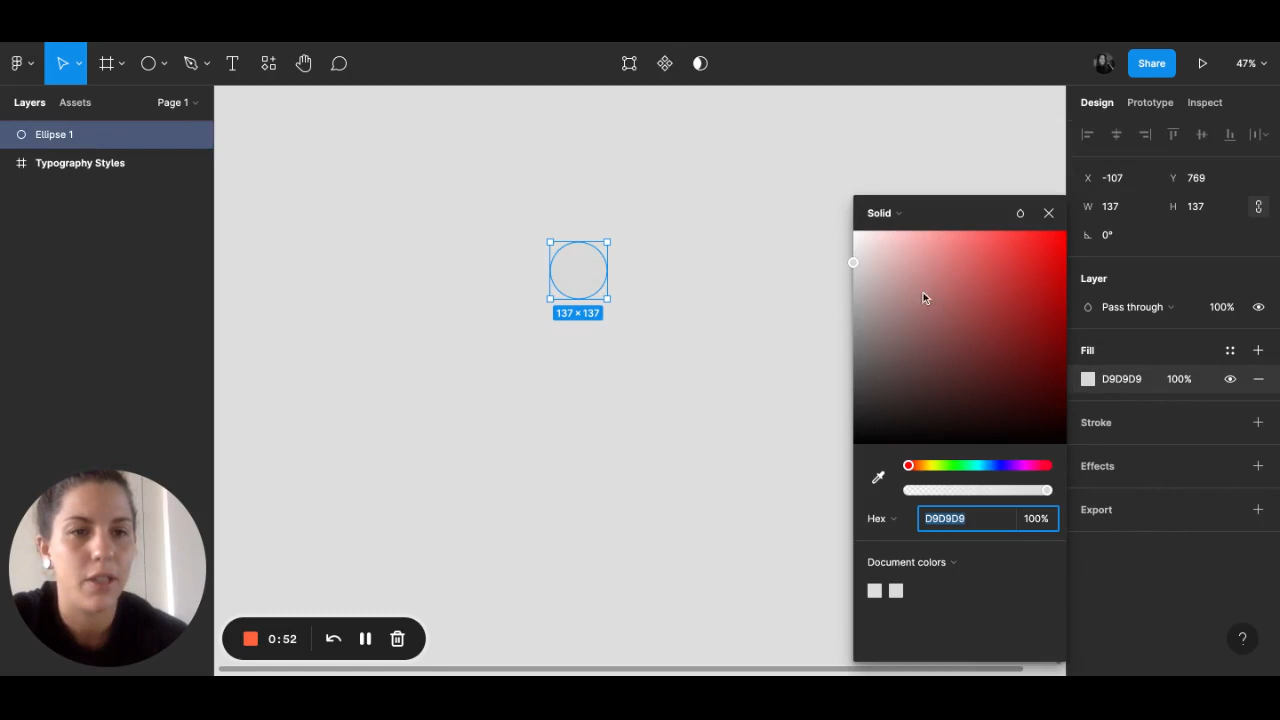 Share
47%
Layers
Assets
Page 1
Ellipse 1
Typography Styles
137 × 137
0:52
Solid
Hex
D9D9D9
100%
Document colors
Design
Prototype
Inspect
X
-107
Y
769
W
137
H
137
0°
Layer
Pass through
100%
Fill
D9D9D9
100%
Stroke
Effects
Export
?